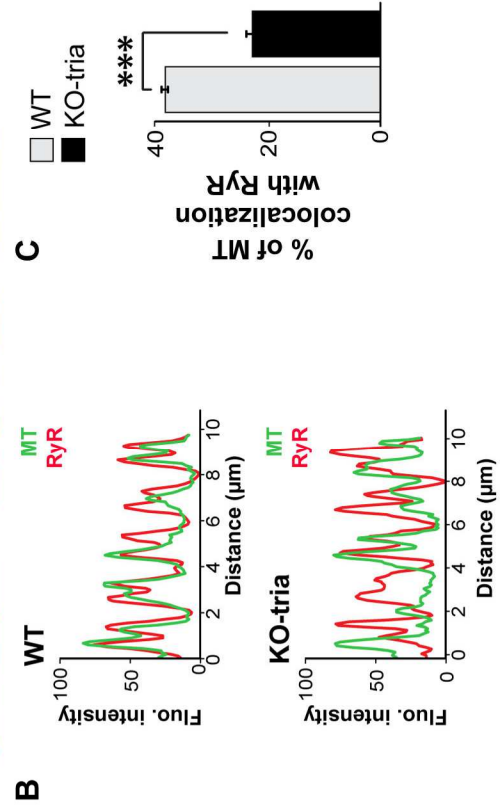 B
WT
MT
RyR
Fluo. intensity
100
50
0
0
2
4
6
8
10
Distance (µm)
KO-tria
MT
RyR
Fluo. intensity
100
50
0
0
2
4
6
8
10
Distance (µm)
C
WT
KO-tria
% of MT
colocalization
with RyR
40
20
0
***